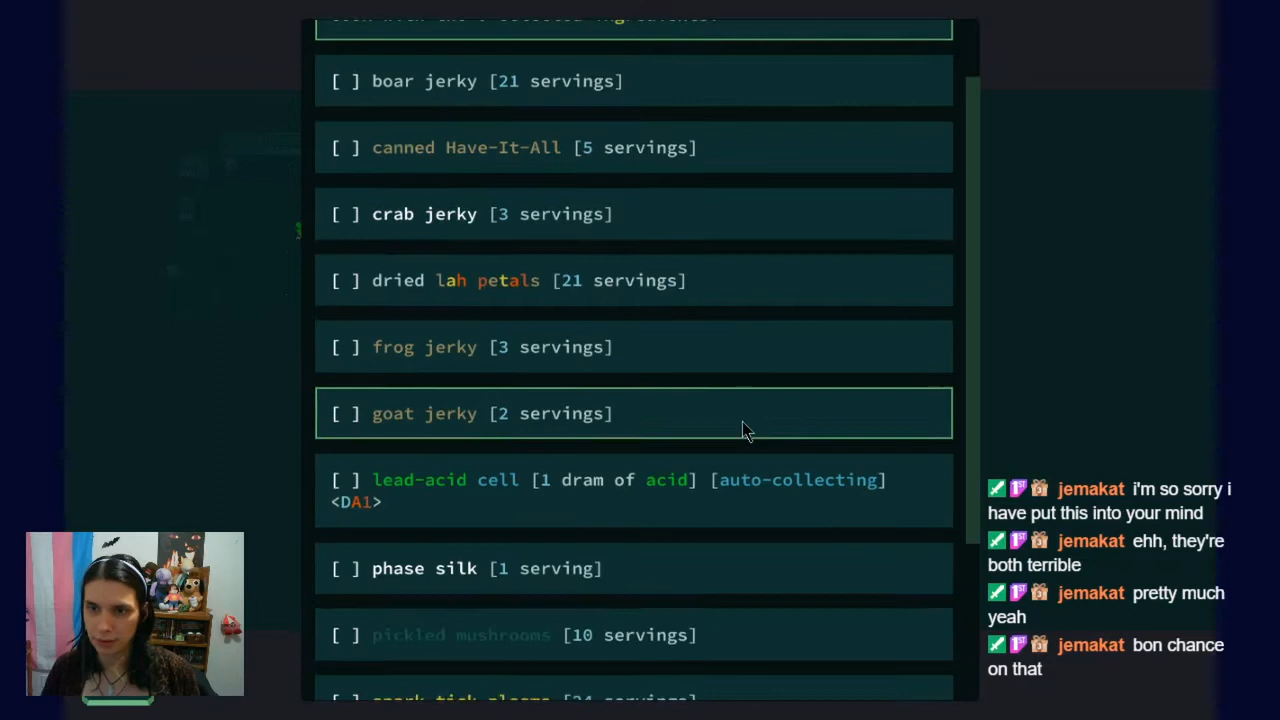 [ ] boar jerky [21 servings]
[ ] canned Have-It-All [5 servings]
[ ] crab jerky [3 servings]
[ ] dried lah petals [21 servings]
[ ] frog jerky [3 servings]
[ ] goat jerky [2 servings]
[ ] lead-acid cell [1 dram of acid] [auto-collecting]
<DA1>
[ ] phase silk [1 serving]
[ ] pickled mushrooms [10 servings]
jemakat i'm so sorry i
have put this into your mind
jemakat ehh, they're
both terrible
jemakat pretty much
yeah
jemakat bon chance
on that